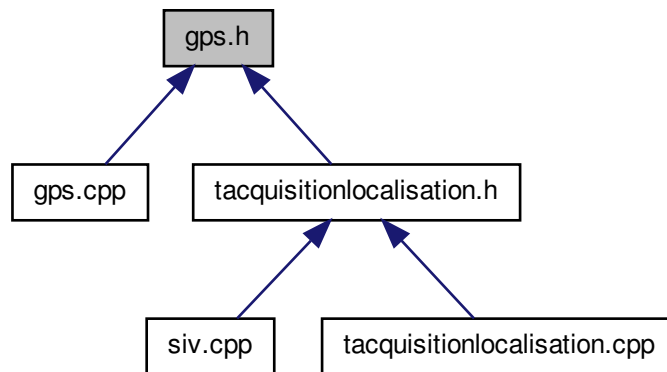 gps.h
gps.cpp
tacquisitionlocalisation.h
siv.cpp
tacquisitionlocalisation.cpp